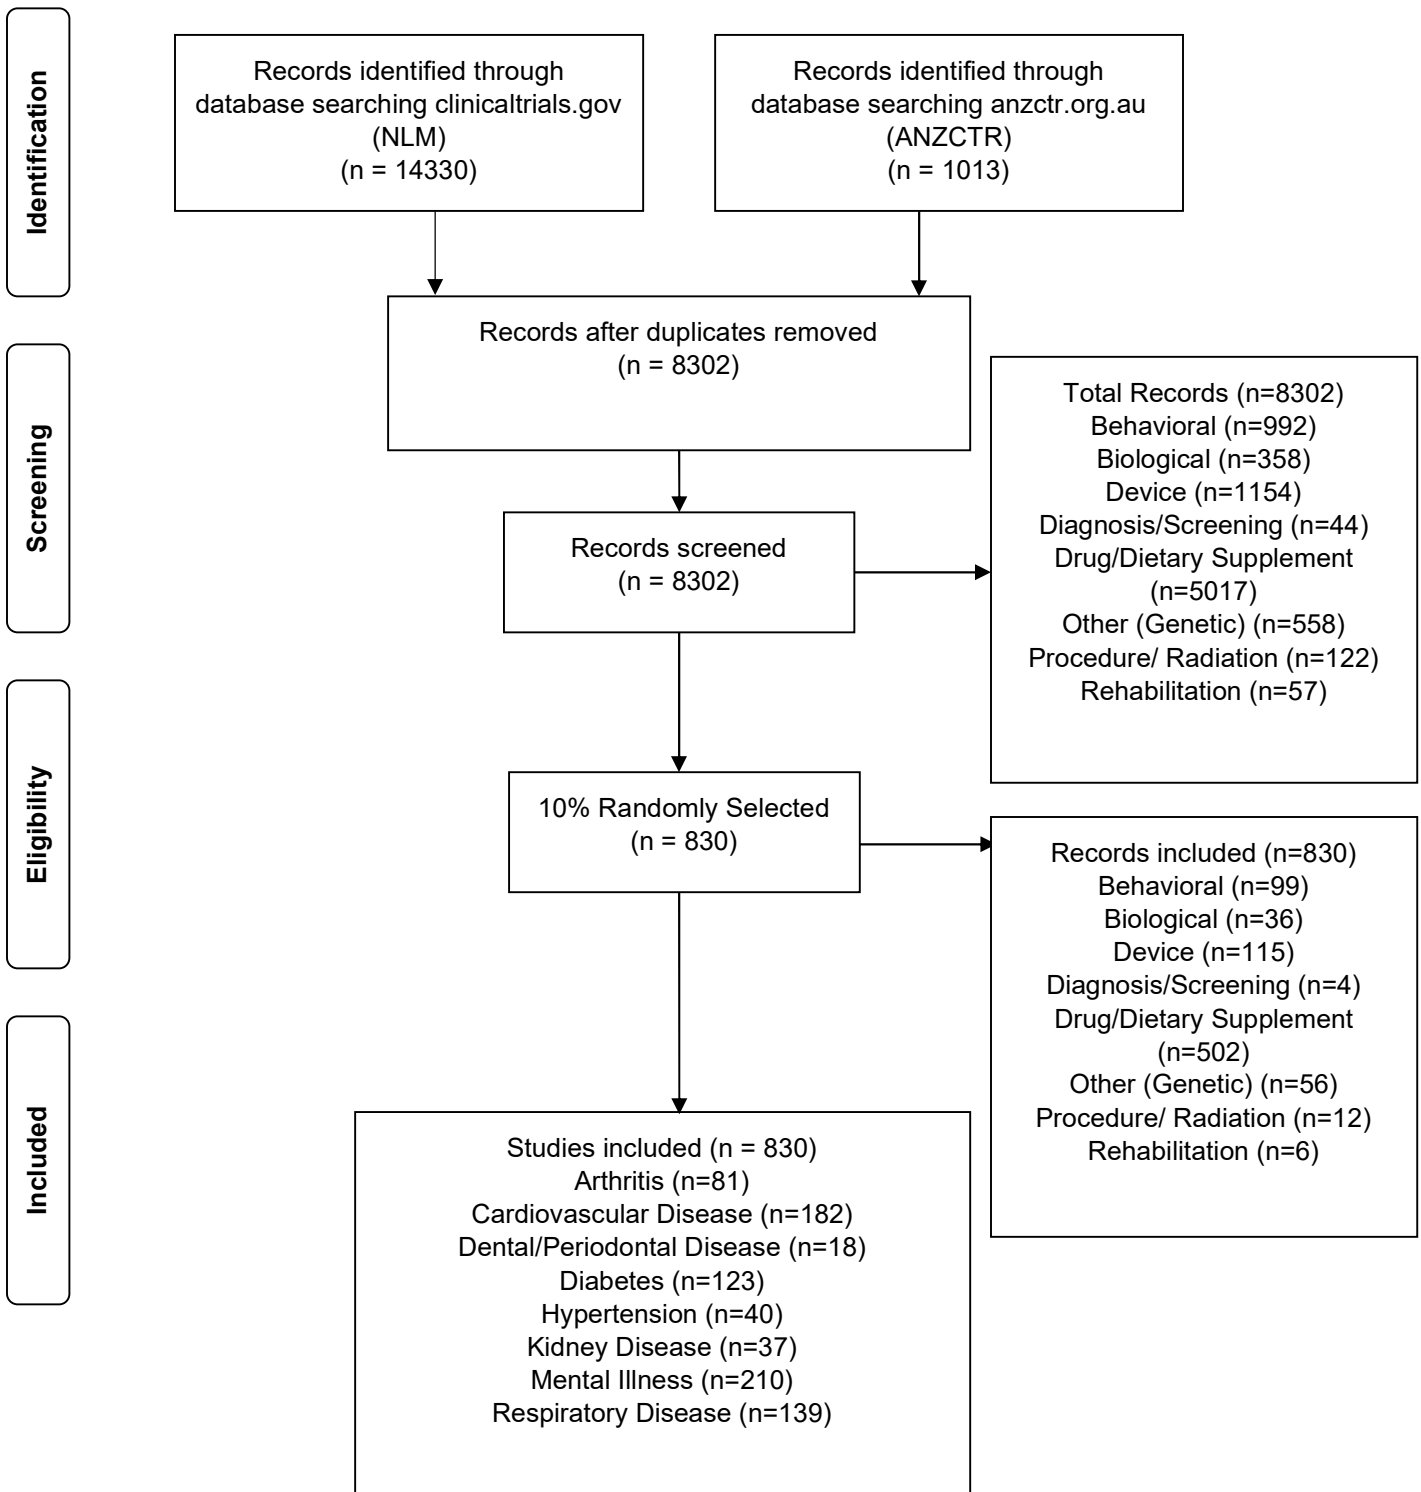 Identification
Records identified through
database searching clinicaltrials.gov
(NLM)
(n = 14330)
Records identified through
database searching anzctr.org.au
(ANZCTR)
(n = 1013)
Screening
Records after duplicates removed
(n = 8302)
Records screened
(n = 8302)
Total Records (n=8302)
Behavioral (n=992)
Biological (n=358)
Device (n=1154)
Diagnosis/Screening (n=44)
Drug/Dietary Supplement
(n=5017)
Other (Genetic) (n=558)
Procedure/ Radiation (n=122)
Rehabilitation (n=57)
Eligibility
10% Randomly Selected
(n = 830)
Records included (n=830)
Behavioral (n=99)
Biological (n=36)
Device (n=115)
Diagnosis/Screening (n=4)
Drug/Dietary Supplement
(n=502)
Other (Genetic) (n=56)
Procedure/ Radiation (n=12)
Rehabilitation (n=6)
Included
Studies included (n = 830)
Arthritis (n=81)
Cardiovascular Disease (n=182)
Dental/Periodontal Disease (n=18)
Diabetes (n=123)
Hypertension (n=40)
Kidney Disease (n=37)
Mental Illness (n=210)
Respiratory Disease (n=139)